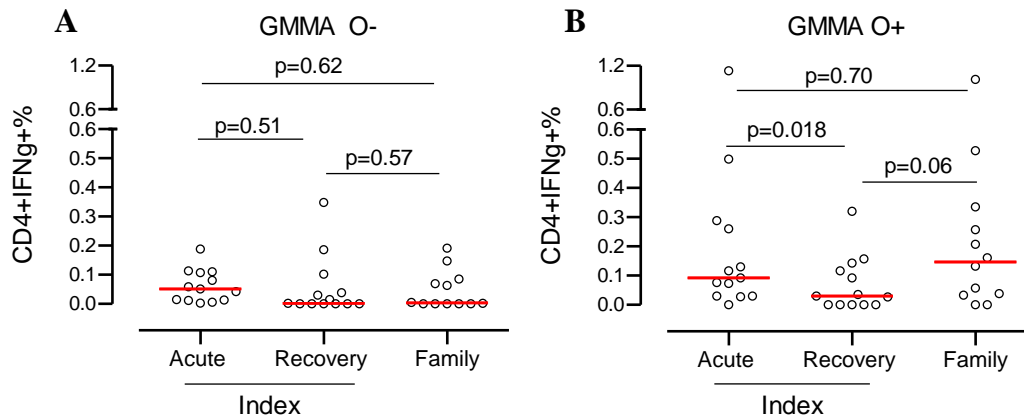 A
GMMA O-
CD4+IFNg+%
1.2
0.6
0.6
0.5
0.4
0.3
0.2
0.1
0.0
p=0.62
p=0.51
p=0.57
Acute Recovery Family
Index
B
GMMA O+
CD4+IFNg+%
1.2
0.6
0.6
0.5
0.4
0.3
0.2
0.1
0.0
p=0.70
p=0.018
p=0.06
Acute Recovery Family
Index